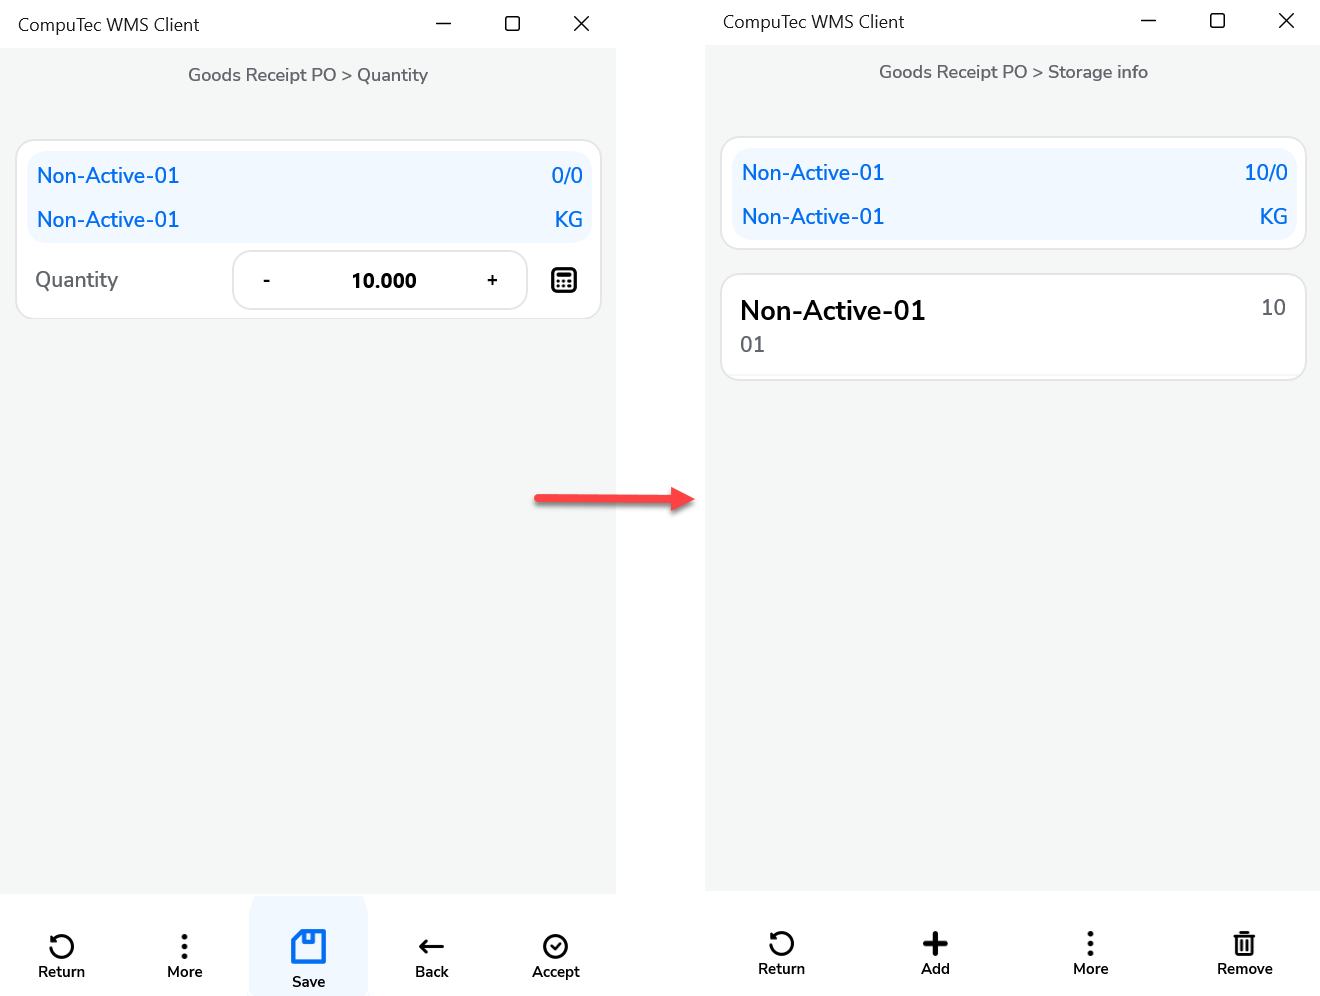 CompuTec WMS Client
Goods Receipt PO > Quantity
Non-Active-01 0/0
Non-Active-01 KG
Quantity - 10.000 +
Return More Save Back Accept
CompuTec WMS Client
Goods Receipt PO > Storage info
Non-Active-01 10/0
Non-Active-01 KG
Non-Active-01 10
01
Return Add More Remove